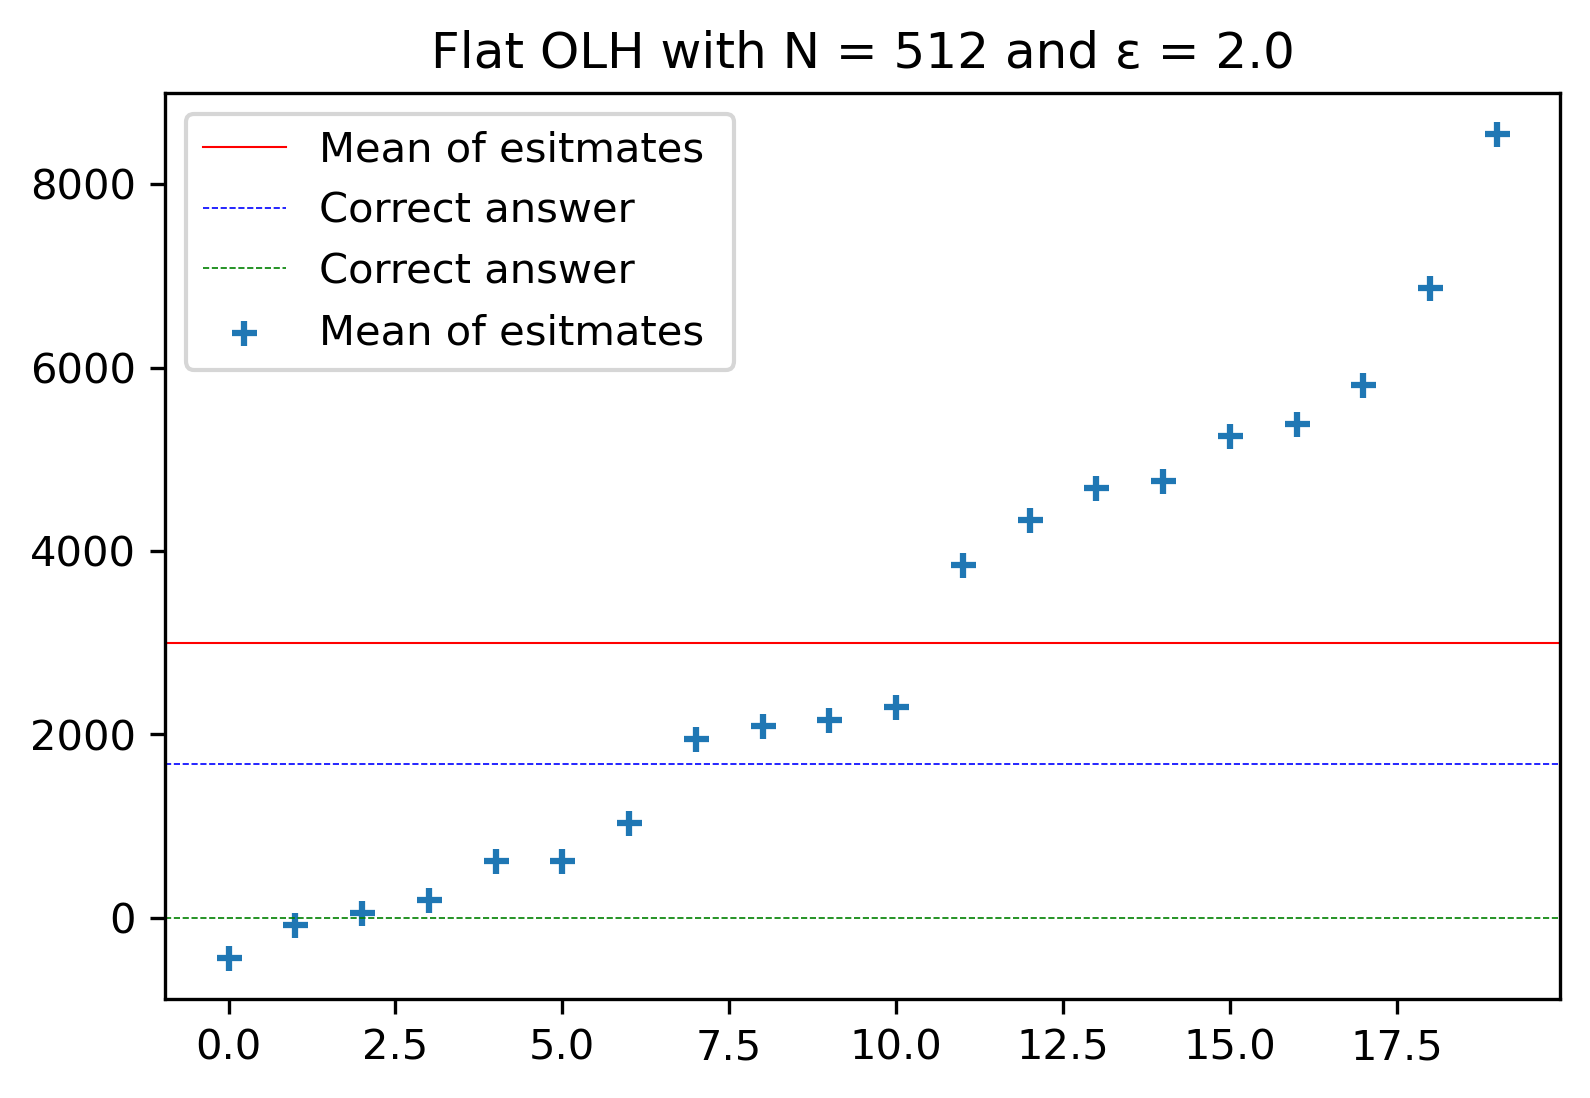 Flat OLH with N = 512 and ε = 2.0
Mean of esitmates
Correct answer
Correct answer
Mean of esitmates
8000
6000
4000
2000
0
0.0 2.5 5.0 7.5 10.0 12.5 15.0 17.5